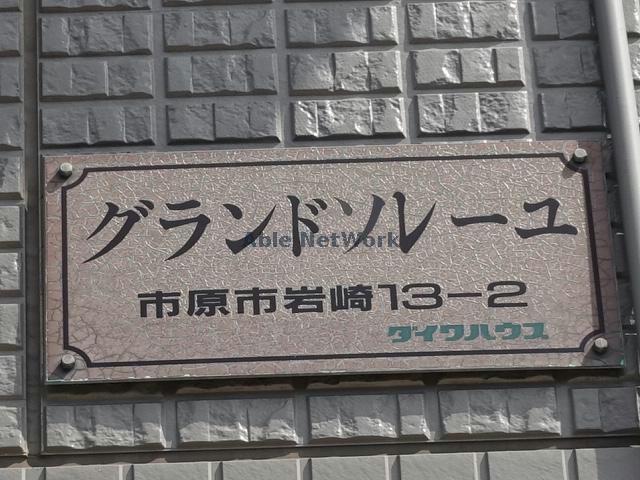 グランドソレーユ
Able NetWork
市原市岩崎13-2
ダイワハウス